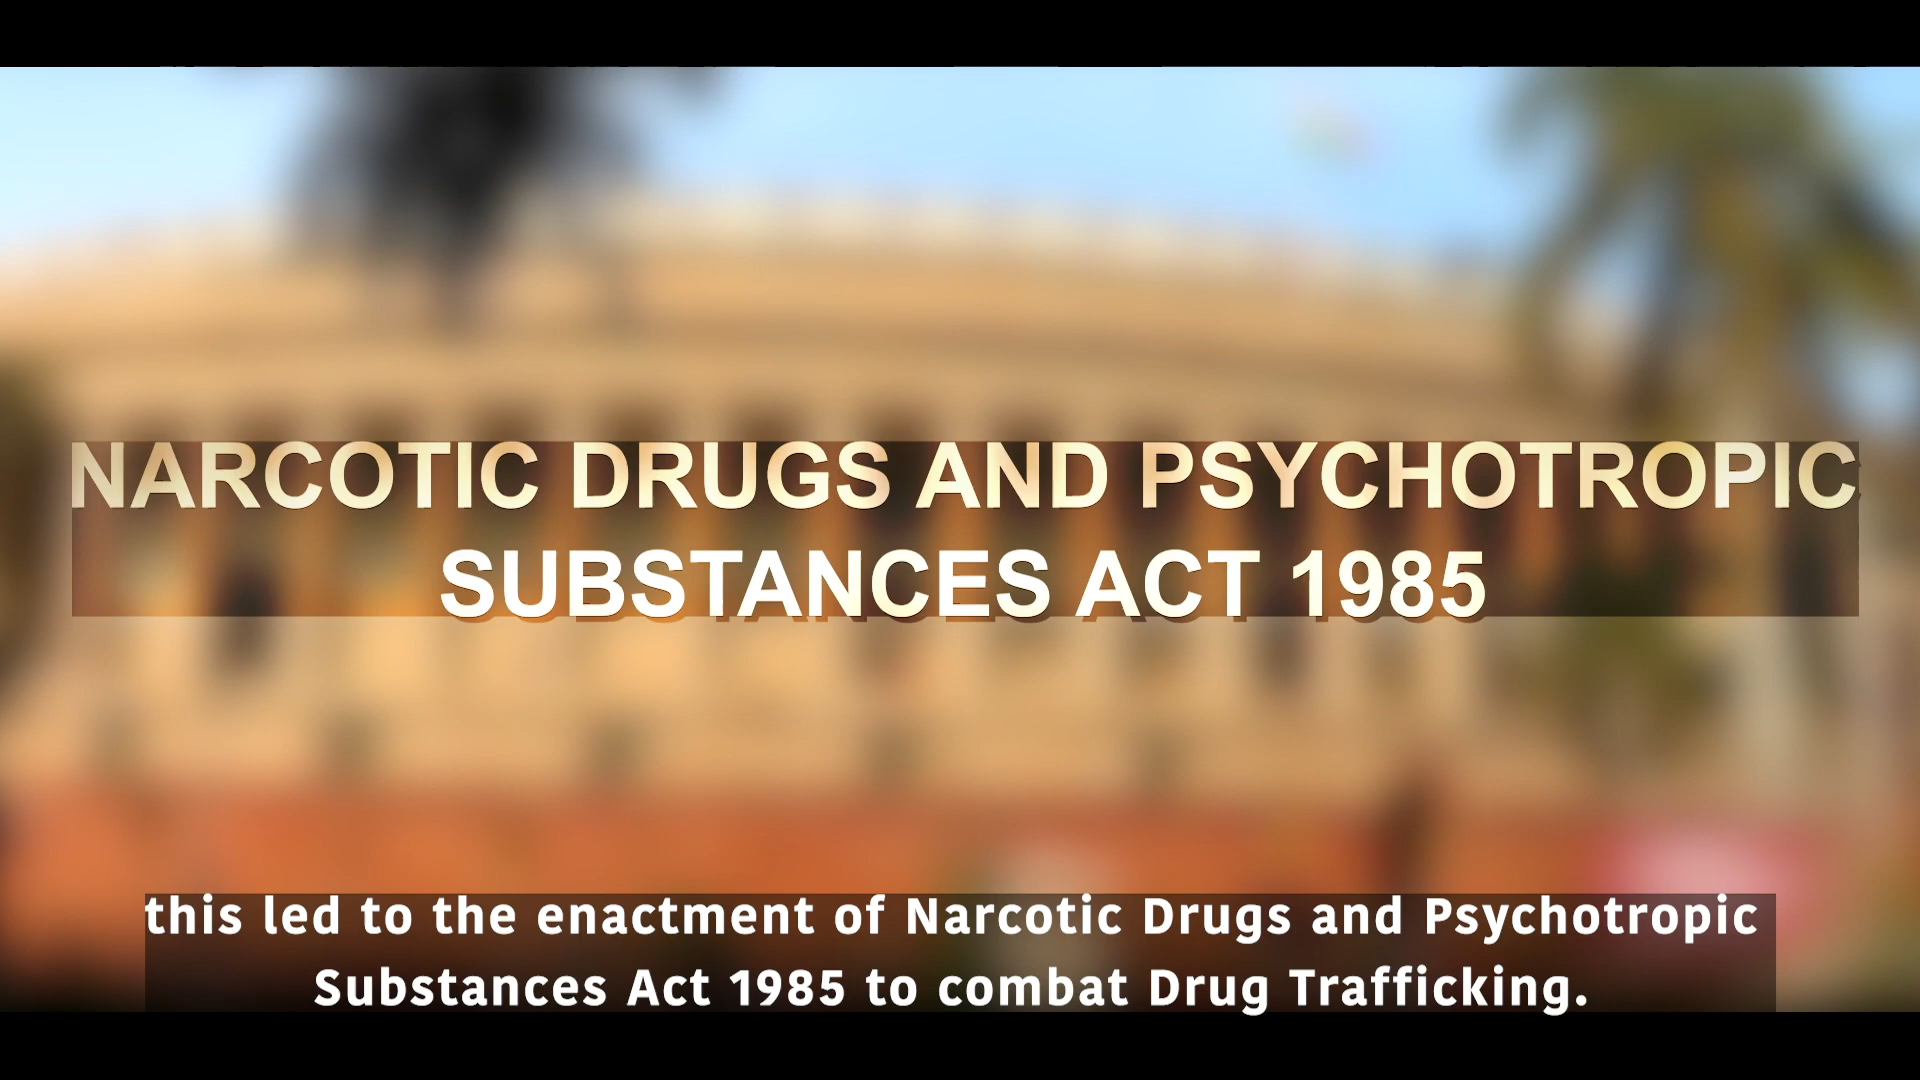 NARCOTIC DRUGS AND PSYCHOTROPIC
SUBSTANCES ACT 1985
this led to the enactment of Narcotic Drugs and Psychotropic
Substances Act 1985 to combat Drug Trafficking.